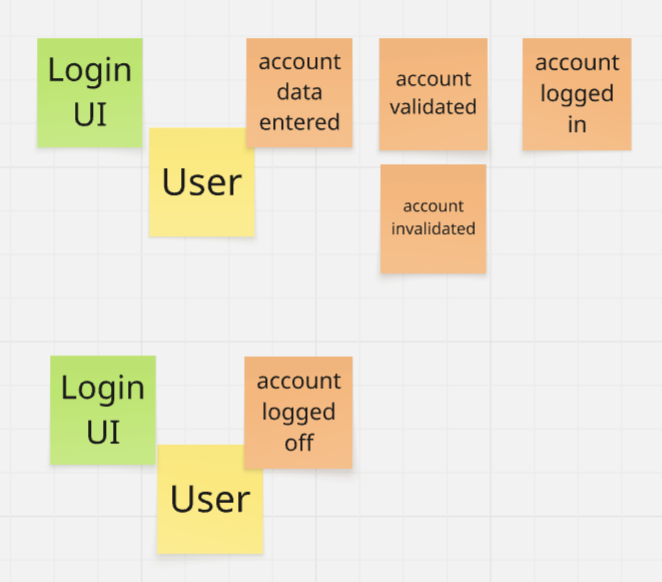 Login
UI
User
account
data
entered
account
validated
account
logged
in
account
invalidated
Login
UI
User
account
logged
off